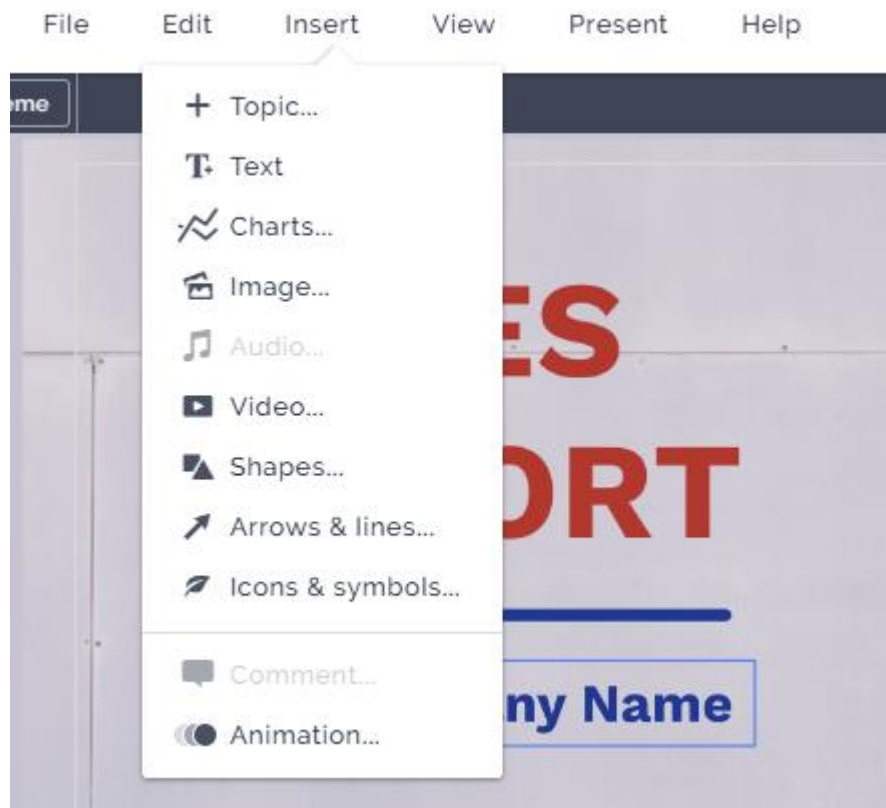 File Edit Insert View Present Help
eme
Topic...
Text
Charts...
Image...
Audio...
Video...
Shapes...
Arrows & lines...
Icons & symbols...
Comment...
Animation...
ES
ORT
ny Name